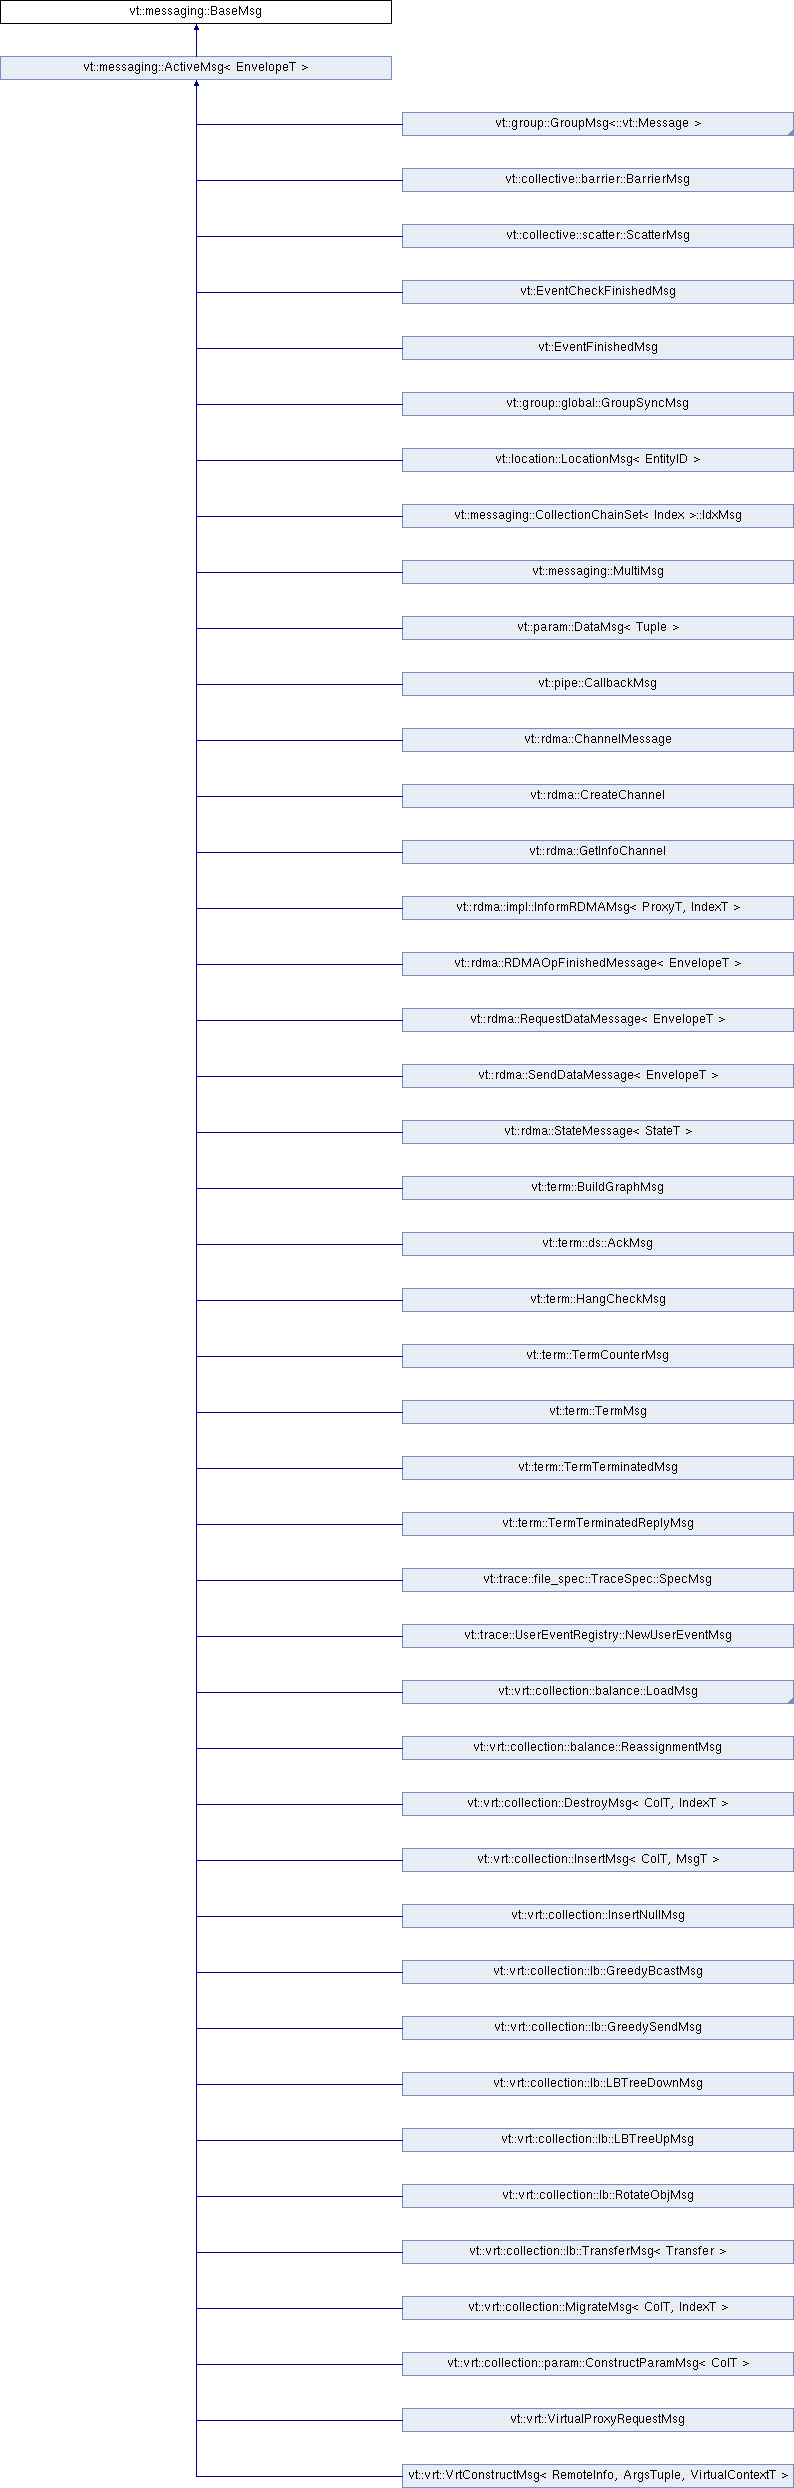 vt::messaging::BaseMsg
vt::messaging::ActiveMsg< EnvelopeT >
vt::group::GroupMsg<::vt::Message >
vt::collective::barrier::BarrierMsg
vt::collective::scatter::ScatterMsg
vt::EventCheckFinishedMsg
vt::EventFinishedMsg
vt::group::global::GroupSyncMsg
vt::location::LocationMsg< EntityID >
vt::messaging::CollectionChainSet< Index >::IdxMsg
vt::messaging::MultiMsg
vt::param::DataMsg< Tuple >
vt::pipe::CallbackMsg
vt::rdma::ChannelMessage
vt::rdma::CreateChannel
vt::rdma::GetInfoChannel
vt::rdma::impl::InformRDMAMsg< ProxyT, IndexT >
vt::rdma::RDMAOpFinishedMessage< EnvelopeT >
vt::rdma::RequestDataMessage< EnvelopeT >
vt::rdma::SendDataMessage< EnvelopeT >
vt::rdma::StateMessage< StateT >
vt::term::BuildGraphMsg
vt::term::ds::AckMsg
vt::term::HangCheckMsg
vt::term::TermCounterMsg
vt::term::TermMsg
vt::term::TermTerminatedMsg
vt::term::TermTerminatedReplyMsg
vt::trace::file_spec::TraceSpec::SpecMsg
vt::trace::UserEventRegistry::NewUserEventMsg
vt::vrt::collection::balance::LoadMsg
vt::vrt::collection::balance::ReassignmentMsg
vt::vrt::collection::DestroyMsg< ColT, IndexT >
vt::vrt::collection::InsertMsg< ColT, MsgT >
vt::vrt::collection::InsertNullMsg
vt::vrt::collection::lb::GreedyBcastMsg
vt::vrt::collection::lb::GreedySendMsg
vt::vrt::collection::lb::LBTreeDownMsg
vt::vrt::collection::lb::LBTreeUpMsg
vt::vrt::collection::lb::RotateObjMsg
vt::vrt::collection::lb::TransferMsg< Transfer >
vt::vrt::collection::MigrateMsg< ColT, IndexT >
vt::vrt::collection::param::ConstructParamMsg< ColT >
vt::vrt::VirtualProxyRequestMsg
vt::vrt::VrtConstructMsg< RemoteInfo, ArgsTuple, VirtualContextT >